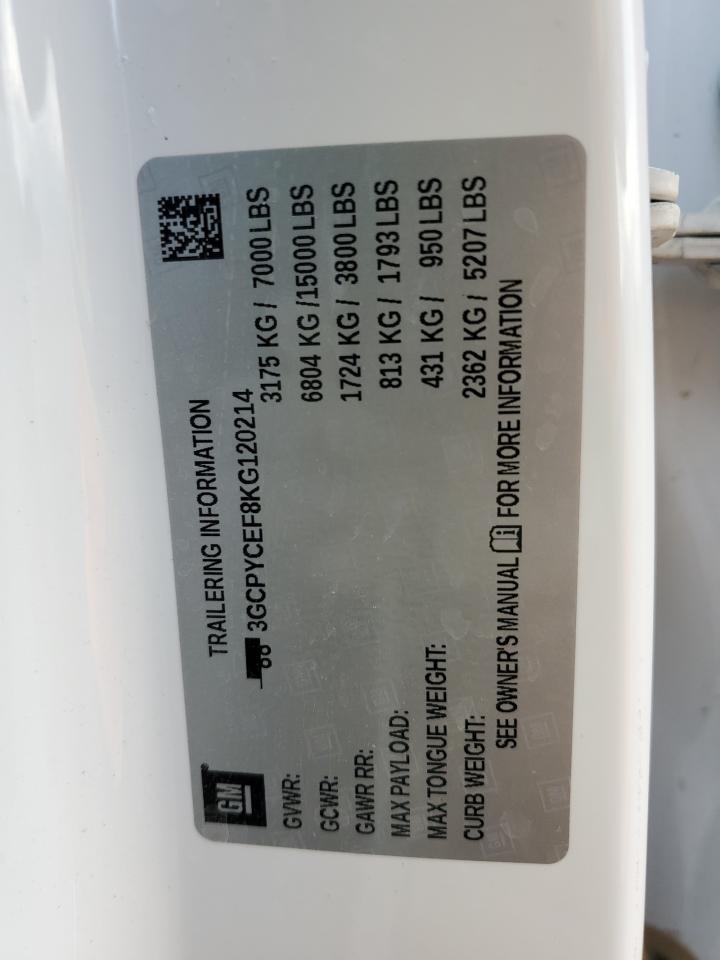 GM
TRAILERING INFORMATION
3GCPYCEF8KG120214
GVWR: 3175 KG / 7000 LBS
GCWR: 6804 KG /15000 LBS
GAWR RR: 1724 KG / 3800 LBS
MAX PAYLOAD: 813 KG / 1793 LBS
MAX TONGUE WEIGHT: 431 KG / 950 LBS
CURB WEIGHT: 2362 KG / 5207 LBS
SEE OWNER'S MANUAL FOR MORE INFORMATION